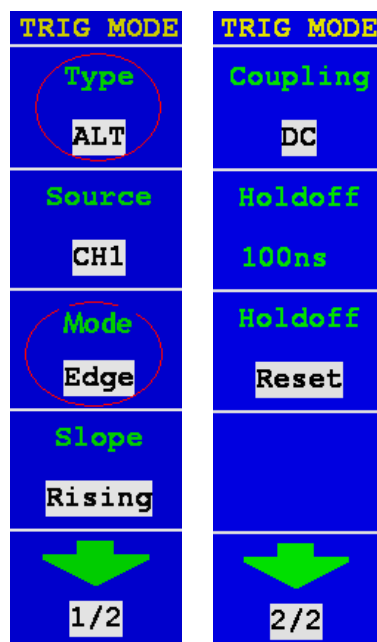 TRIG MODE
Type
ALT
Source
CH1
Mode
Edge
Slope
Rising
1/2
TRIG MODE
Coupling
DC
Holdoff
100ns
Holdoff
Reset
2/2